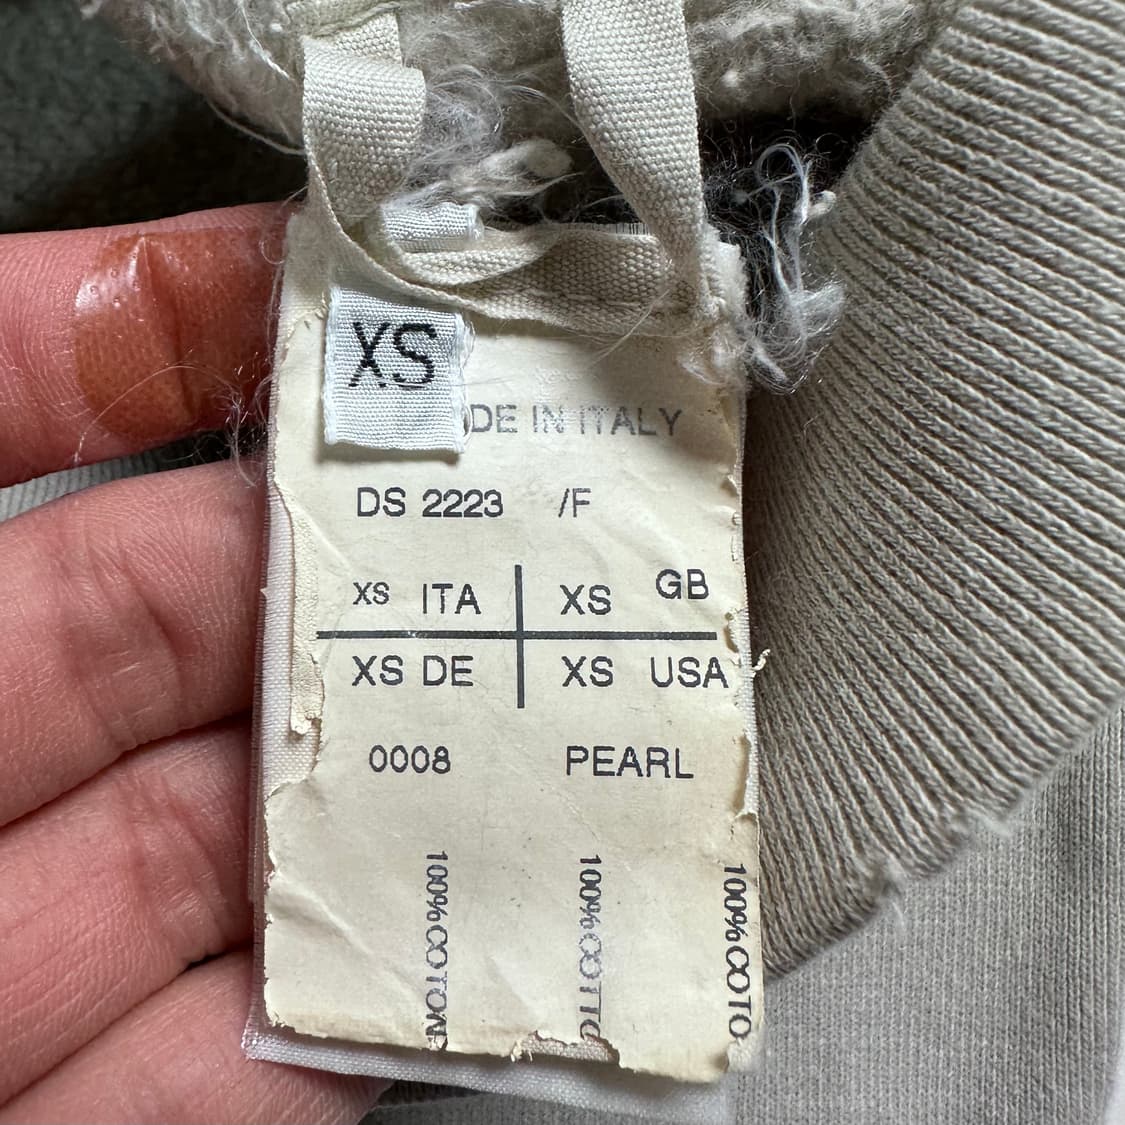 XS
DE IN ITALY
DS 2223 /F
XS ITA XS GB
XS DE XS USA
0008 PEARL
100%COTON
100%COTTO
100%COTO